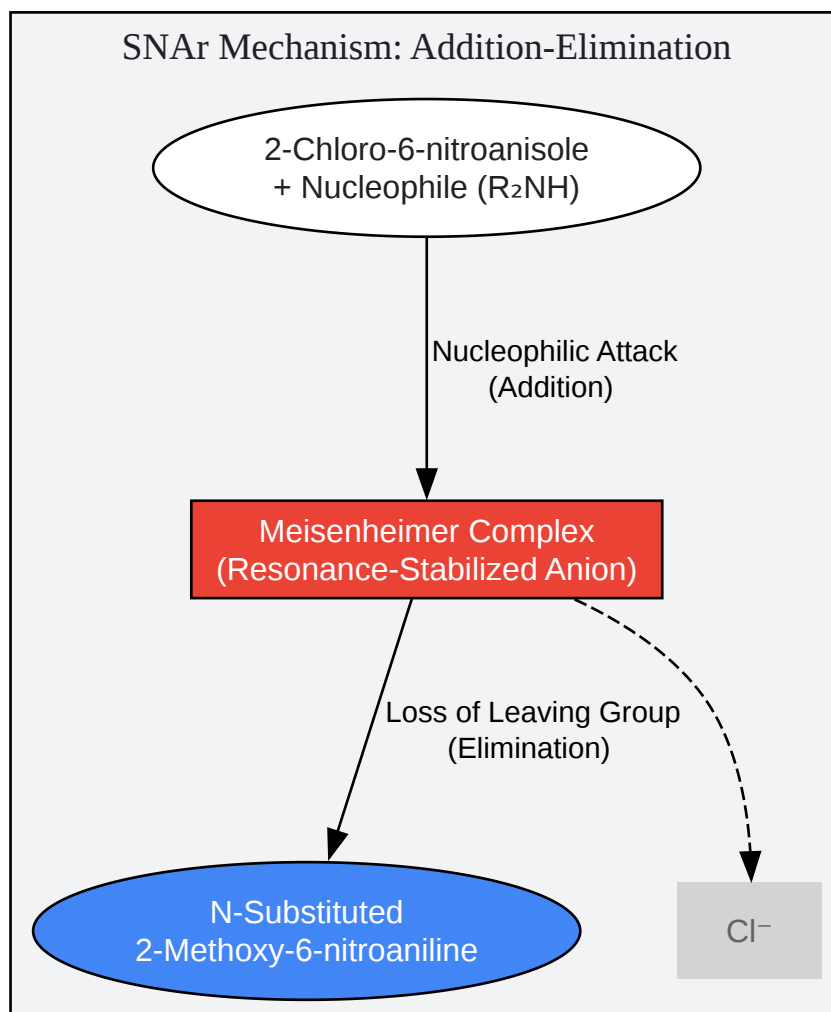 SNAr Mechanism: Addition-Elimination
2-Chloro-6-nitroanisole
+ Nucleophile (R₂NH)
Nucleophilic Attack
(Addition)
Meisenheimer Complex
(Resonance-Stabilized Anion)
Loss of Leaving Group
(Elimination)
N-Substituted
2-Methoxy-6-nitroaniline
Cl⁻